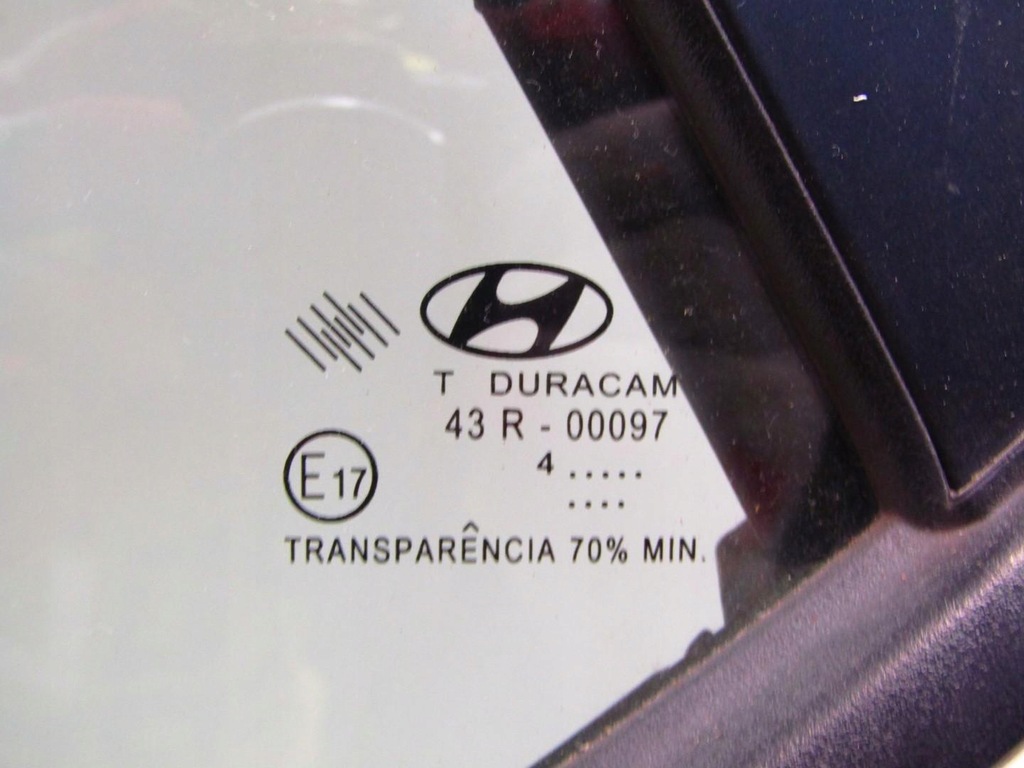 T DURACAM
43 R - 00097
4 .....
....
E17
TRANSPARÊNCIA 70% MIN.